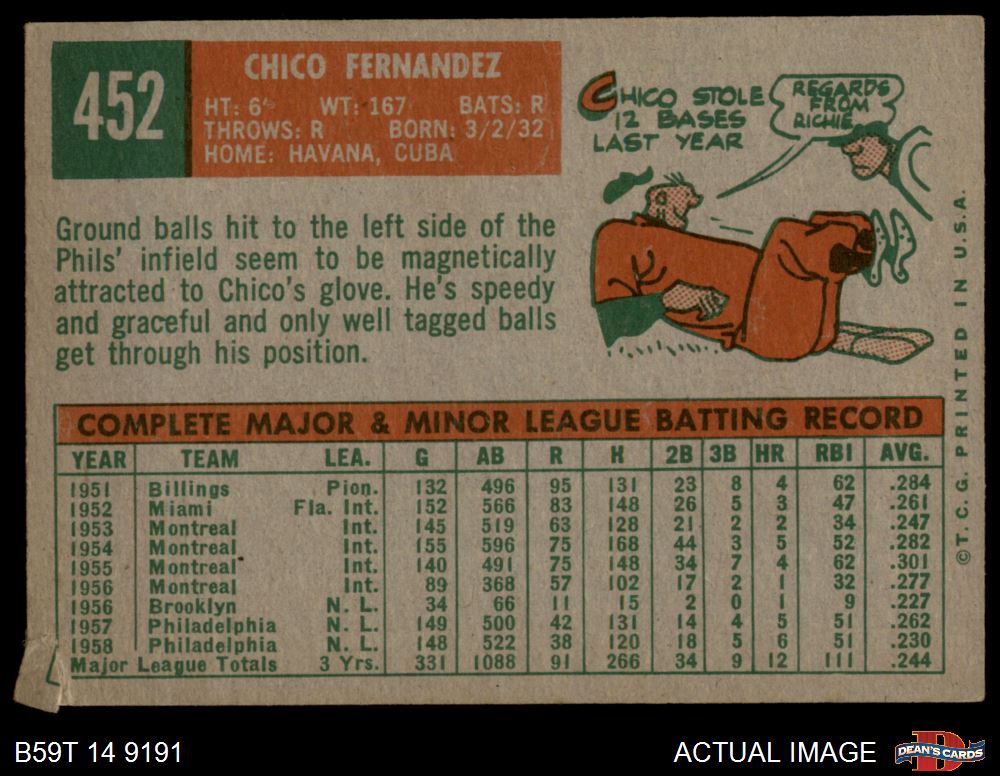 452
CHICO FERNANDEZ
HT: 6' WT: 167 BATS: R
THROWS: R BORN: 3/2/32
HOME: HAVANA, CUBA
CHICO STOLE
12 BASES
LAST YEAR
REGARDS
FROM
RICHIE
Ground balls hit to the left side of the
Phils' infield seem to be magnetically
attracted to Chico's glove. He's speedy
and graceful and only well tagged balls
get through his position.
COMPLETE MAJOR & MINOR LEAGUE BATTING RECORD
YEAR TEAM LEA. G AB R H 2B 3B HR RBI AVG.
1951 Billings Pion. 132 496 95 131 23 8 4 62 .284
1952 Miami Fla. Int. 152 566 83 148 26 5 3 47 .261
1953 Montreal Int. 145 519 63 128 21 2 2 34 .247
1954 Montreal Int. 155 596 75 168 44 3 5 52 .282
1955 Montreal Int. 140 491 75 148 34 7 4 62 .301
1956 Montreal Int. 89 368 57 102 17 2 1 32 .277
1956 Brooklyn N. L. 34 66 11 15 2 0 1 9 .227
1957 Philadelphia N. L. 149 500 42 131 14 4 5 51 .262
1958 Philadelphia N. L. 148 522 38 120 18 5 6 51 .230
Major League Totals 3 Yrs. 331 1088 91 266 34 9 12 111 .244
©T. C. G. PRINTED IN U.S.A.
B59T 14 9191
ACTUAL IMAGE
D
DEAN'S CARDS